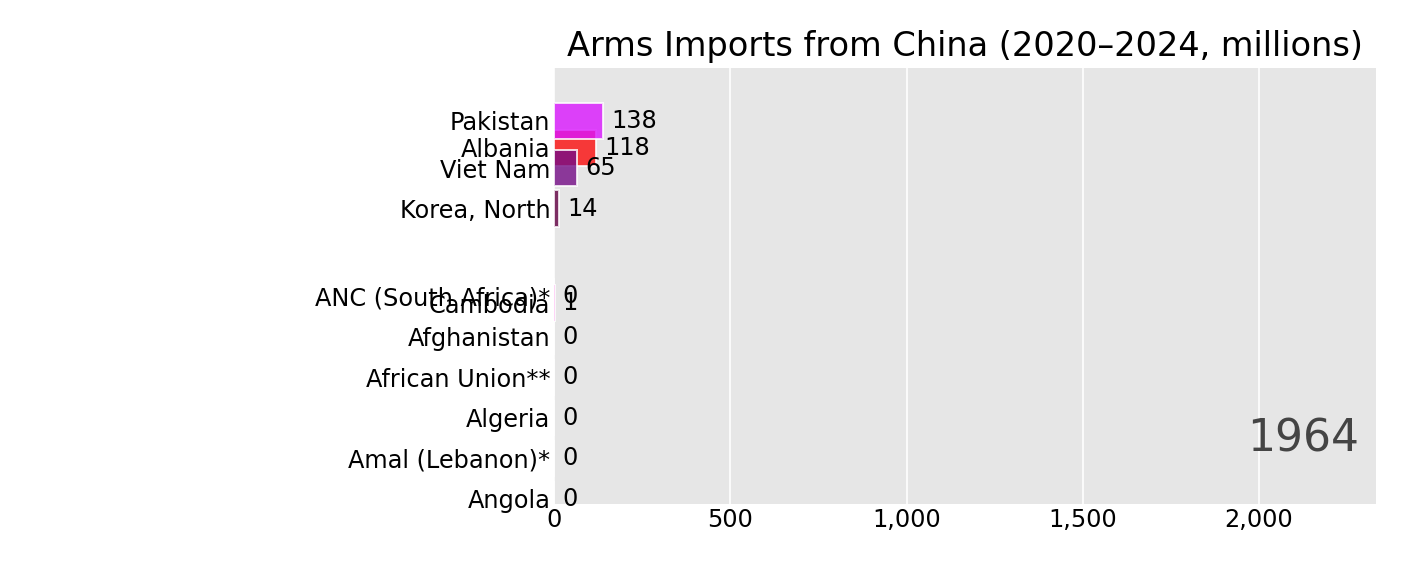 Arms Imports from China (2020–2024, millions)
Pakistan 138
Albania 118
Viet Nam 65
Korea, North 14
ANC (South Africa)* 0
Cambodia 1
Afghanistan 0
African Union** 0
Algeria 0
1964
Amal (Lebanon)* 0
Angola 0
0 500 1,000 1,500 2,000